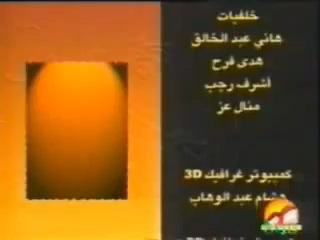 خلفيات
هاني عبد الخالق
هدى فرح
أشرف رجب
منال عز
كمبيوتر غرافيك 3D
هشام عبد الوهاب